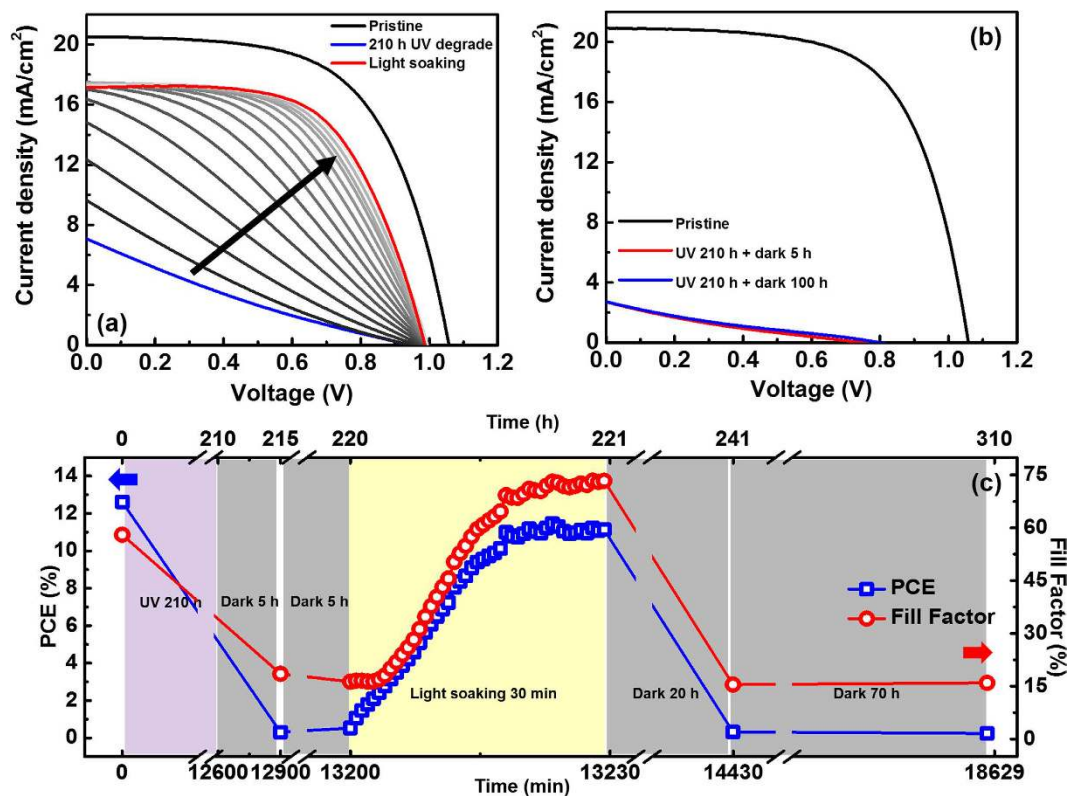 Pristine
210 h UV degrade
Light soaking
20
16
12
8
4
0
Current density (mA/cm²)
(a)
0.0 0.2 0.4 0.6 0.8 1.0 1.2
Voltage (V)
(b)
Pristine
UV 210 h + dark 5 h
UV 210 h + dark 100 h
20
16
12
8
4
0
Current density (mA/cm²)
0.0 0.2 0.4 0.6 0.8 1.0 1.2
Voltage (V)
Time (h)
0 210 215 220 221 241 310
(c)
14
12
10
8
6
4
2
0
PCE (%)
75
60
45
30
15
0
Fill Factor (%)
PCE
Fill Factor
UV 210 h
Dark 5 h
Dark 5 h
Light soaking 30 min
Dark 20 h
Dark 70 h
0 12600 12900 13200 13230 14430 18629
Time (min)